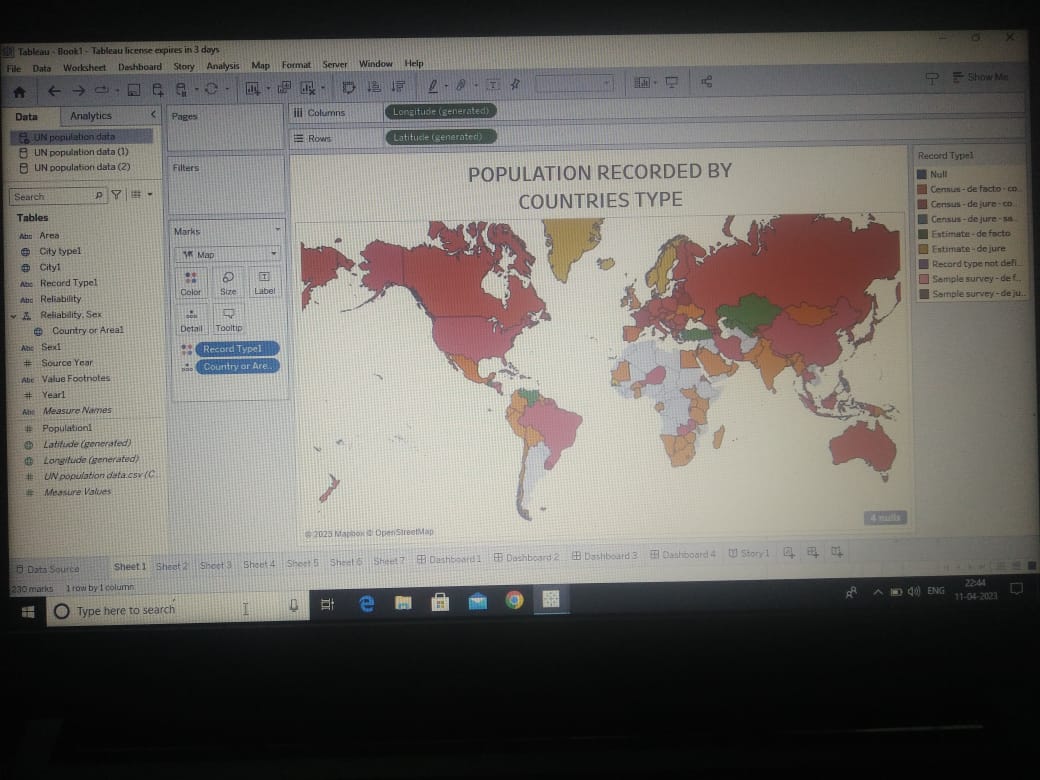 Tableau - Book1 - Tableau license expires in 3 days
File Data Worksheet Dashboard Story Analysis Map Format Server Window Help
Show Me
Data Analytics
UN population data
UN population data (1)
UN population data (2)
Search
Tables
Abc Area
City type1
City1
Abc Record Type1
Abc Reliability
Reliability, Sex
Country or Area1
Abc Sex1
# Source Year
Abc Value Footnotes
# Year1
Abc Measure Names
# Population1
Latitude (generated)
Longitude (generated)
# UN population data.csv (C...
# Measure Values
Pages
Filters
Marks
Map
Color Size Label
Detail Tooltip
Record Type1
Country or Are..
Columns Longitude (generated)
Rows Latitude (generated)
POPULATION RECORDED BY
COUNTRIES TYPE
© 2023 Mapbox © OpenStreetMap
4 nulls
Record Type1
Null
Census - de facto - co...
Census - de jure - co...
Census - de jure - sa...
Estimate - de facto
Estimate - de jure
Record type not defi...
Sample survey - de f...
Sample survey - de ju...
Data Source Sheet 1 Sheet 2 Sheet 3 Sheet 4 Sheet 5 Sheet 6 Sheet 7 Dashboard 1 Dashboard 2 Dashboard 3 Dashboard 4 Story 1
230 marks 1 row by 1 column
Type here to search
ENG
22:44
11-04-2023